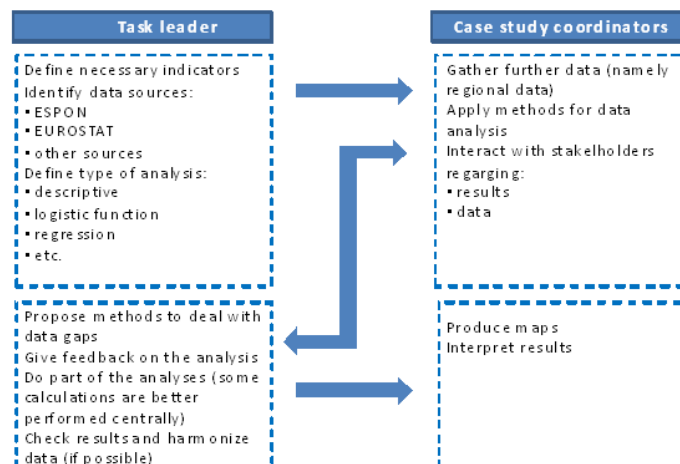 Task leader
Define necessary indicators
Identify data sources:
▪ ESPON
▪ EUROSTAT
▪ other sources
Define type of analysis:
▪ descriptive
▪ logistic function
▪ regression
▪ etc.
Propose methods to deal with
data gaps
Give feedback on the analysis
Do part of the analyses (some
calculations are better
performed centrally)
Check results and harmonize
data (if possible)
Case study coordinators
Gather further data (namely
regional data)
Apply methods for data
analysis
Interact with stakeholders
regarging:
▪ results
▪ data
Produce maps
Interpret results